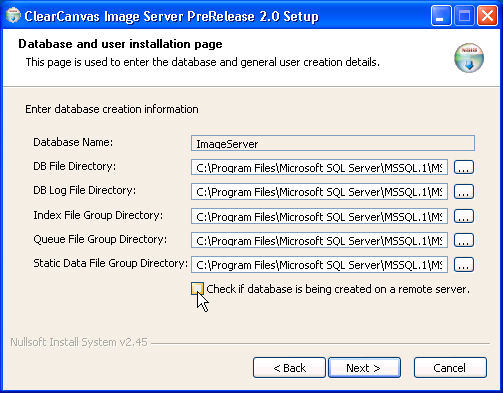 ClearCanvas Image Server PreRelease 2.0 Setup
Database and user installation page
This page is used to enter the database and general user creation details.
Enter database creation information
Database Name: ImageServer
DB File Directory: C:\Program Files\Microsoft SQL Server\MSSQL.1\MS ...
DB Log File Directory: C:\Program Files\Microsoft SQL Server\MSSQL.1\MS ...
Index File Group Directory: C:\Program Files\Microsoft SQL Server\MSSQL.1\MS ...
Queue File Group Directory: C:\Program Files\Microsoft SQL Server\MSSQL.1\MS ...
Static Data File Group Directory: C:\Program Files\Microsoft SQL Server\MSSQL.1\MS ...
Check if database is being created on a remote server.
Nullsoft Install System v2.45
< Back Next > Cancel